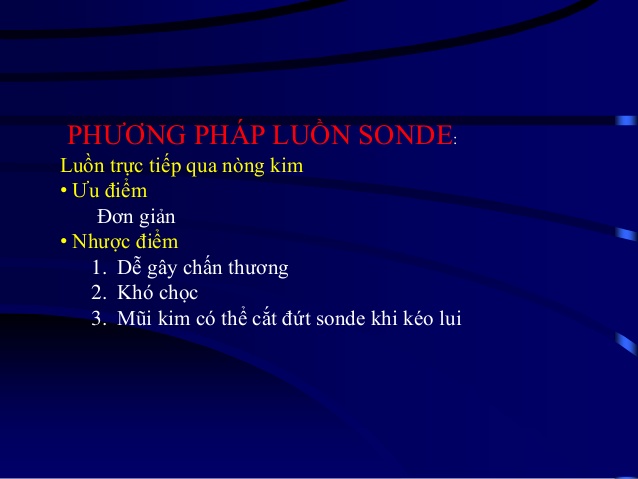 PHƯƠNG PHÁP LUỒN SONDE:
Luồn trực tiếp qua nòng kim
• Ưu điểm
Đơn giản
• Nhược điểm
1. Dễ gây chấn thương
2. Khó chọc
3. Mũi kim có thể cắt đứt sonde khi kéo lui